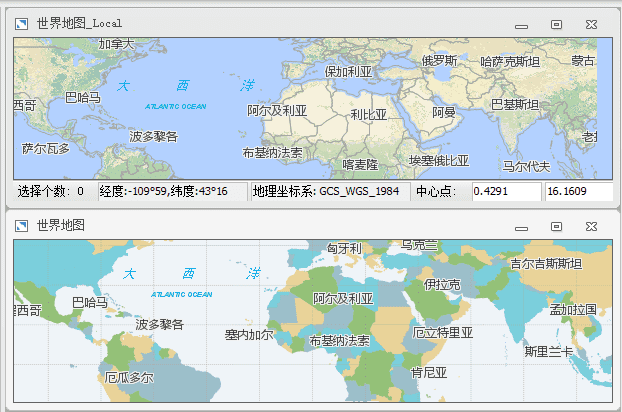 世界地图_Local
加拿大
大 西 洋
ATLANTIC OCEAN
保加利亚
俄罗斯
哈萨克斯坦
蒙古
西哥
巴哈马
阿尔及利亚
利比亚
阿曼
巴基斯坦
波多黎各
萨尔瓦多
布基纳法索
喀麦隆
埃塞俄比亚
马尔代夫
选择个数: 0 经度:-109°59,纬度:43°16 地理坐标系: GCS_WGS_1984 中心点: 0.4291 16.1609
世界地图
匈牙利
乌克兰
大 西 洋
ATLANTIC OCEAN
吉尔吉斯斯坦
伊拉克
巴哈马
阿尔及利亚
墨西哥
孟加拉国
波多黎各
塞内加尔
布基纳法索
厄立特里亚
斯里兰卡
厄瓜多尔
肯尼亚